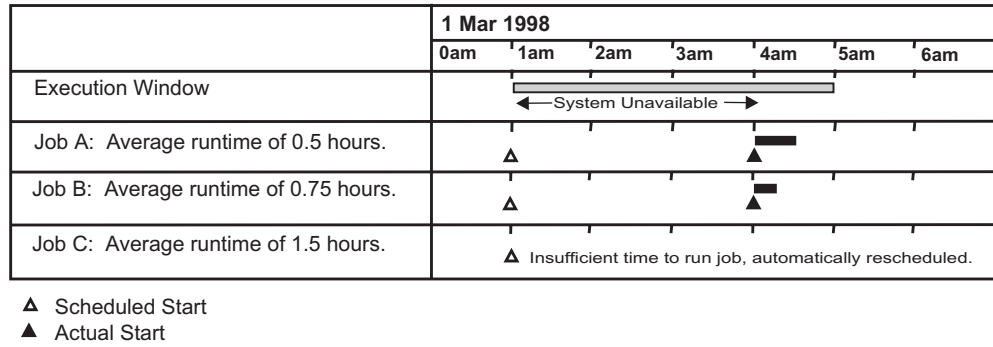 1 Mar 1998
0am 1am 2am 3am 4am 5am 6am
Execution Window
System Unavailable
Job A: Average runtime of 0.5 hours.
Job B: Average runtime of 0.75 hours.
Job C: Average runtime of 1.5 hours.
Insufficient time to run job, automatically rescheduled.
Scheduled Start
Actual Start